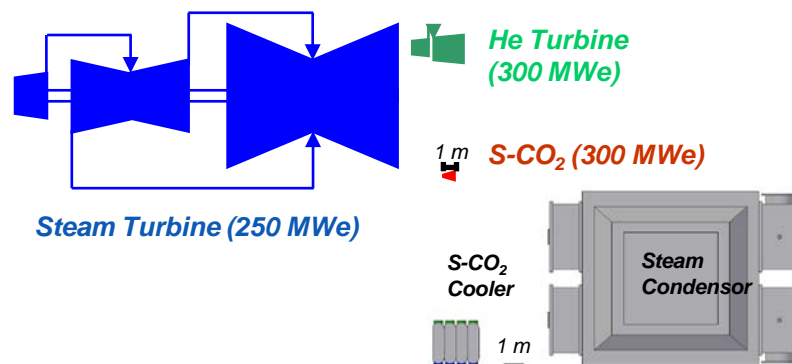 He Turbine
(300 MWe)
1 m
S-CO₂ (300 MWe)
Steam Turbine (250 MWe)
S-CO₂
Cooler
1 m
Steam
Condensor